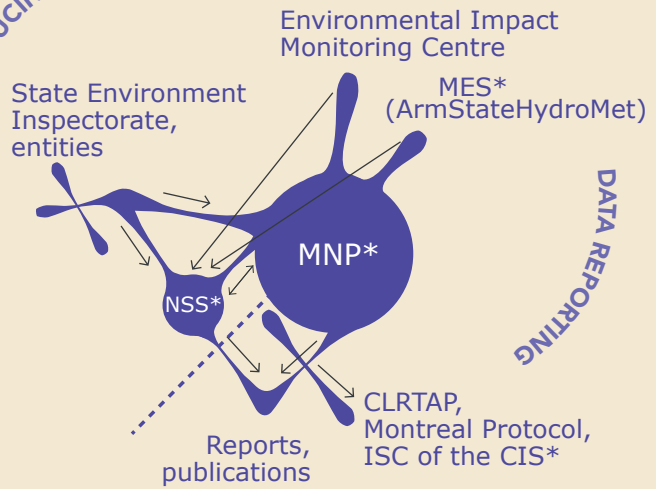 UCIN
Environmental Impact
Monitoring Centre
MES*
(ArmStateHydroMet)
State Environment
Inspectorate,
entities
DATA REPORTING
MNP*
NSS*
CLRTAP,
Montreal Protocol,
ISC of the CIS*
Reports,
publications